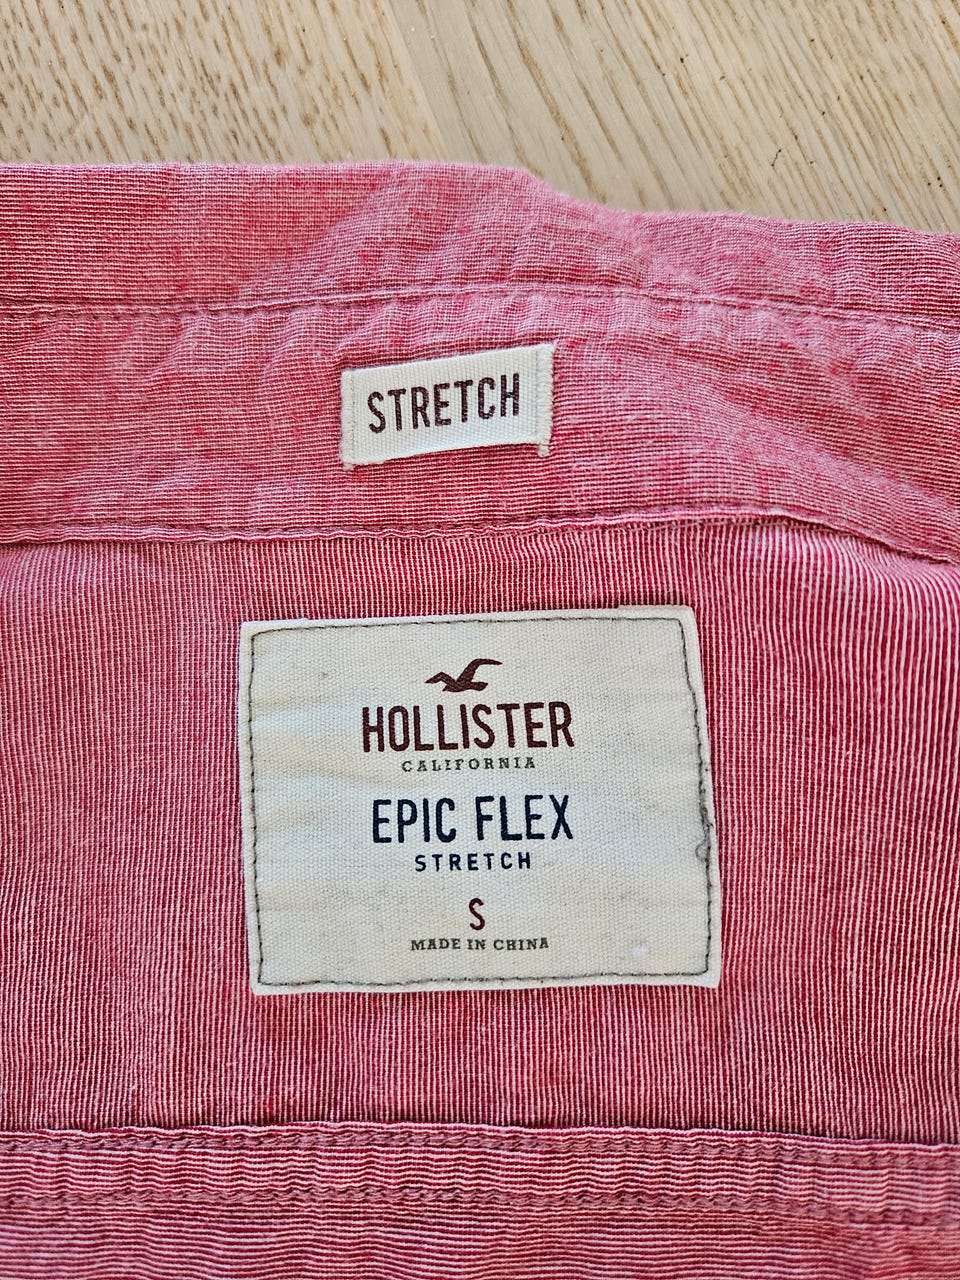 STRETCH
HOLLISTER
CALIFORNIA
EPIC FLEX
STRETCH
S
MADE IN CHINA